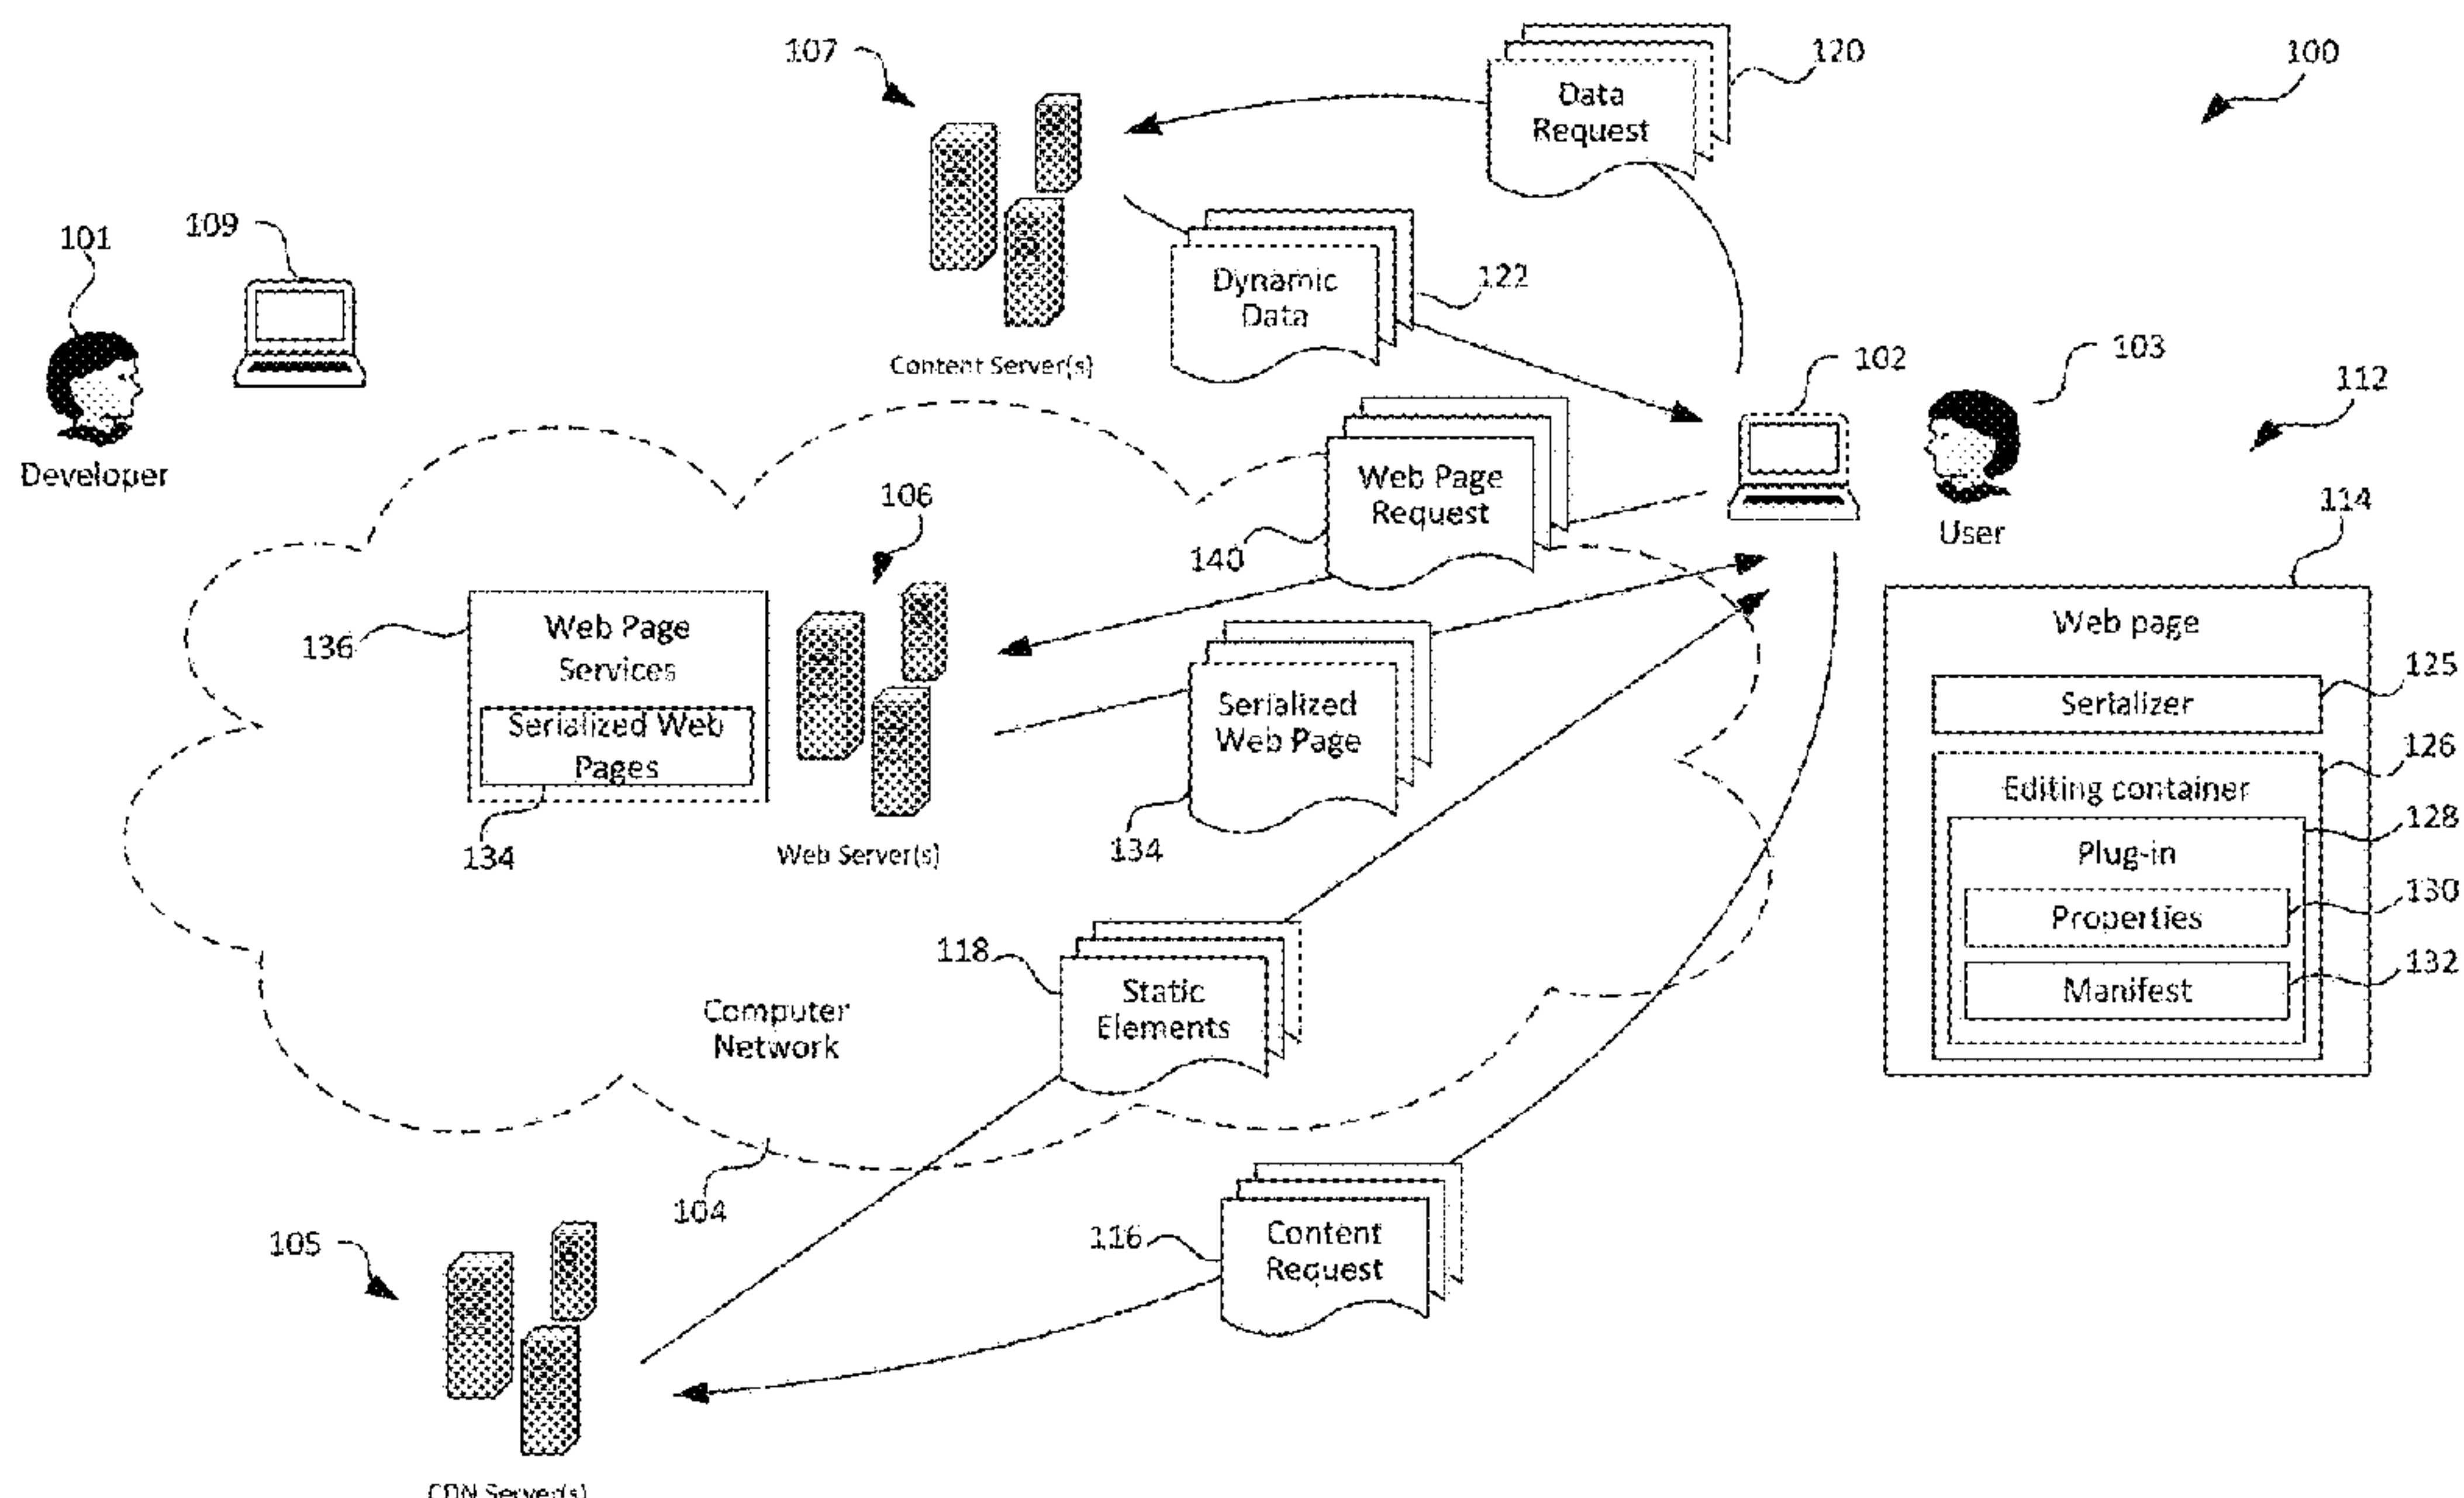 107
120
100
Data
Request
109
101
Dynamic
Data
122
Content Server(s)
102
103
112
Developer
106
Web Page
Request
140
User
114
136
Web Page
Services
Serialized Web
Pages
134
Web Server(s)
Serialized
Web Page
134
Web page
125
Serializer
126
Editing container
128
Plug-in
130
Properties
132
Manifest
118
Static
Elements
Computer
Network
104
105
116
Content
Request
CDN Server(s)